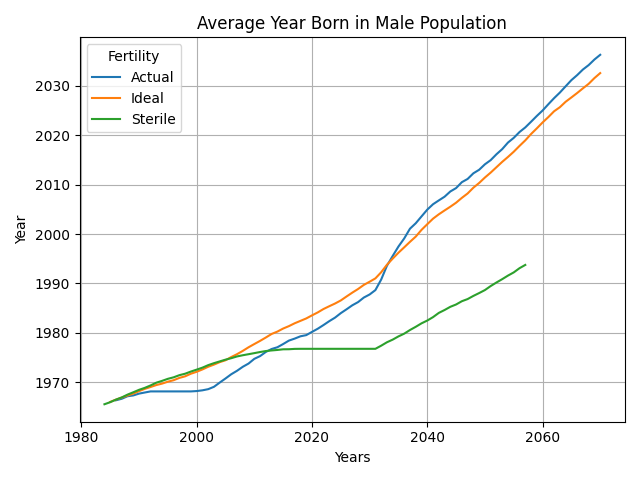 Average Year Born in Male Population
Fertility
Actual
Ideal
Sterile
Year
2030
2020
2010
2000
1990
1980
1970
1980 2000 2020 2040 2060
Years